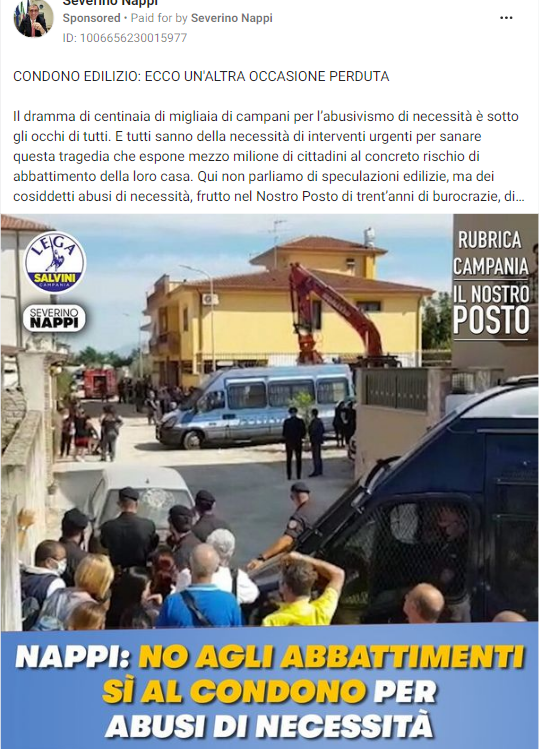 Severino Nappi
Sponsored • Paid for by Severino Nappi
ID: 1006656230015977
CONDONO EDILIZIO: ECCO UN'ALTRA OCCASIONE PERDUTA
Il dramma di centinaia di migliaia di campani per l'abusivismo di necessità è sotto
gli occhi di tutti. E tutti sanno della necessità di interventi urgenti per sanare
questa tragedia che espone mezzo milione di cittadini al concreto rischio di
abbattimento della loro casa. Qui non parliamo di speculazioni edilizie, ma dei
cosiddetti abusi di necessità, frutto nel Nostro Posto di trent'anni di burocrazie, di...
LEGA
SALVINI
CAMPANIA
SEVERINO
NAPPI
RUBRICA
CAMPANIA
IL NOSTRO
POSTO
NAPPI: NO AGLI ABBATTIMENTI
SÌ AL CONDONO PER
ABUSI DI NECESSITÀ